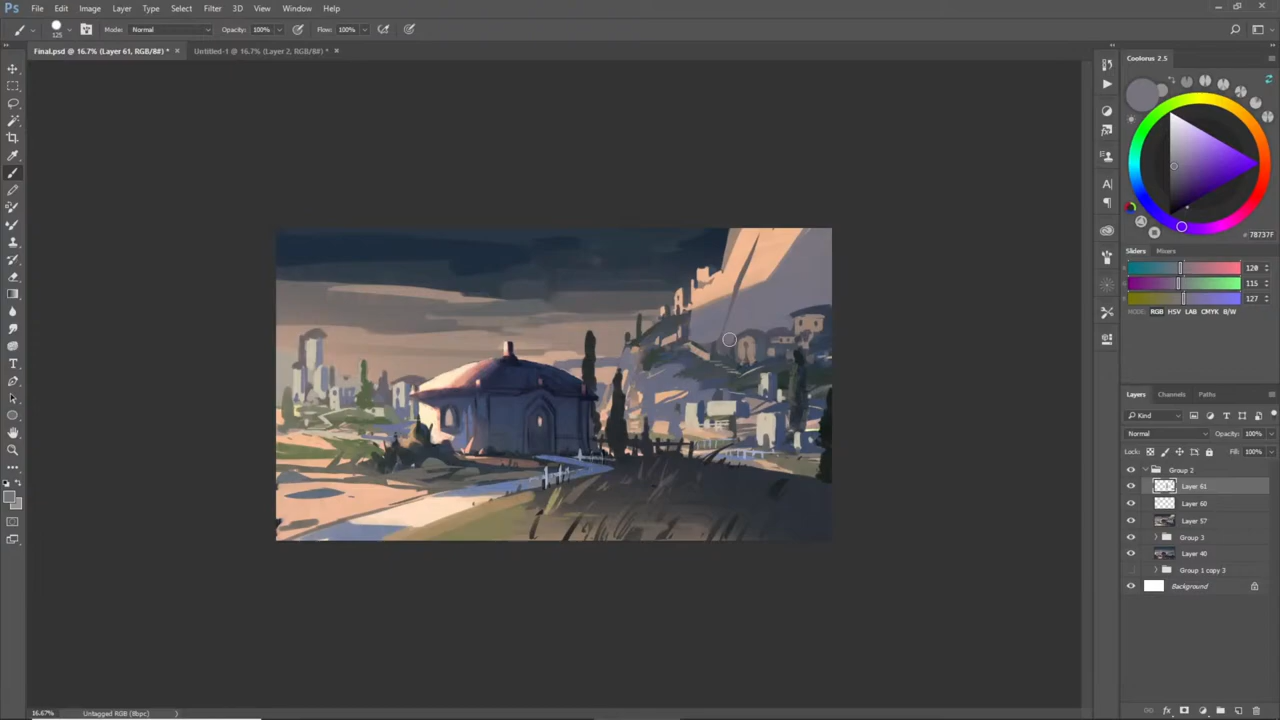 Ps File Edit Image Layer Type Select Filter 3D View Window Help
125 Mode: Normal Opacity: 100% Flow: 100%
Final.psd @ 16.7% (Layer 61, RGB/8#) * × Untitled-1 @ 16.7% (Layer 2, RGB/8#) * ×
Coolorus 2.5
# 78737F
Sliders Mixers
120
115
127
MODE: RGB HSV LAB CMYK B/W
Layers Channels Paths
Kind
Normal Opacity: 100%
Lock: Fill: 100%
Group 2
Layer 61
Layer 60
Layer 57
Group 3
Layer 40
Group 1 copy 3
Background
16.67% Untagged RGB (8bpc)